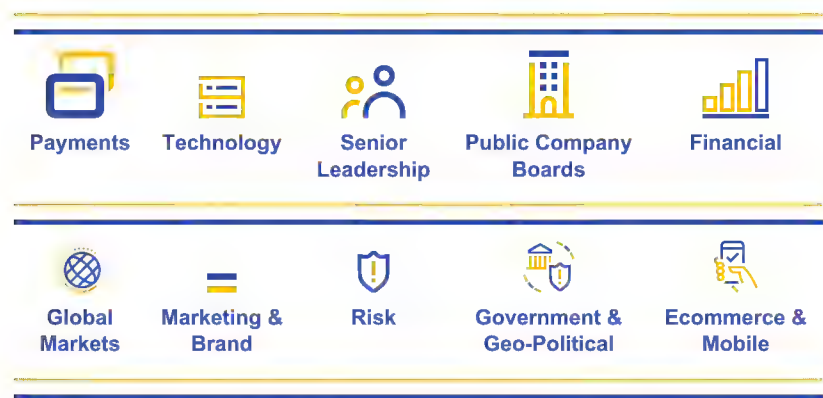 Payments Technology Senior Leadership Public Company Boards Financial
Global Markets Marketing & Brand Risk Government & Geo-Political Ecommerce & Mobile